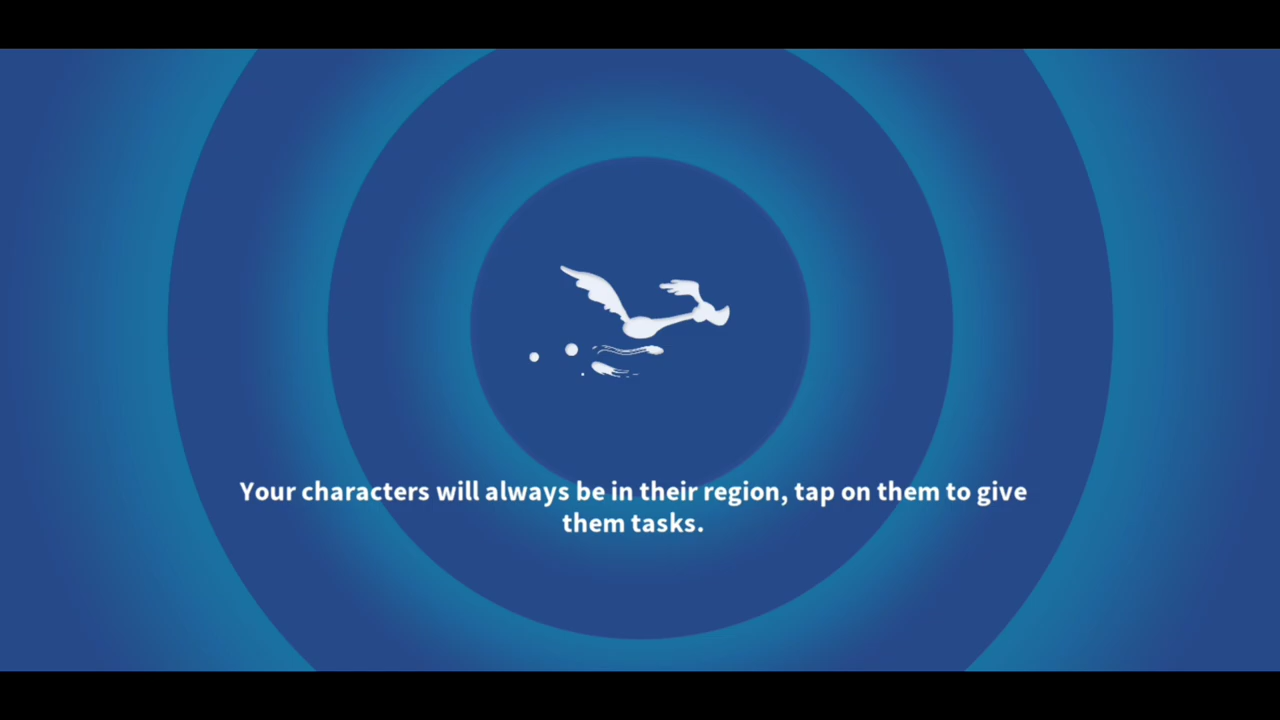 Your characters will always be in their region, tap on them to give
them tasks.